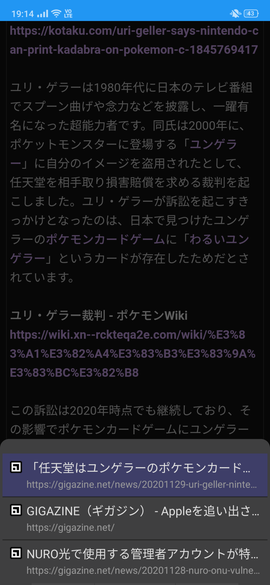 19:14
43
https://kotaku.com/uri-geller-says-nintendo-c
an-print-kadabra-on-pokemon-c-1845769417
ユリ・ゲラーは1980年代に日本のテレビ番組
でスプーン曲げや念力などを披露し、一躍有
名になった超能力者です。同氏は2000年に、
ポケットモンスターに登場する「ユンゲラ
ー」に自分のイメージを盗用されたとして、
任天堂を相手取り損害賠償を求める裁判を起
こしました。ユリ・ゲラーが訴訟を起こすき
っかけとなったのは、日本で見つけたユンゲ
ラーのポケモンカードゲームに「わるいユン
ゲラー」というカードが存在したためだとさ
れています。
ユリ・ゲラー裁判 - ポケモンWiki
https://wiki.xn--rckteqa2e.com/wiki/%E3%8
3%A1%E3%82%A4%E3%83%B3%E3%83%9A%
E3%83%BC%E3%82%B8
この訴訟は2020年時点でも継続しており、そ
の影響でポケモンカードゲームにユンゲラー
「任天堂はユンゲラーのポケモンカード...
https://gigazine.net/news/20201129-uri-geller-ninte...
GIGAZINE（ギガジン） - Appleを追い出さ...
https://gigazine.net/
NURO光で使用する管理者アカウントが特...
https://gigazine.net/news/20201128-nuro-onu-vulne...